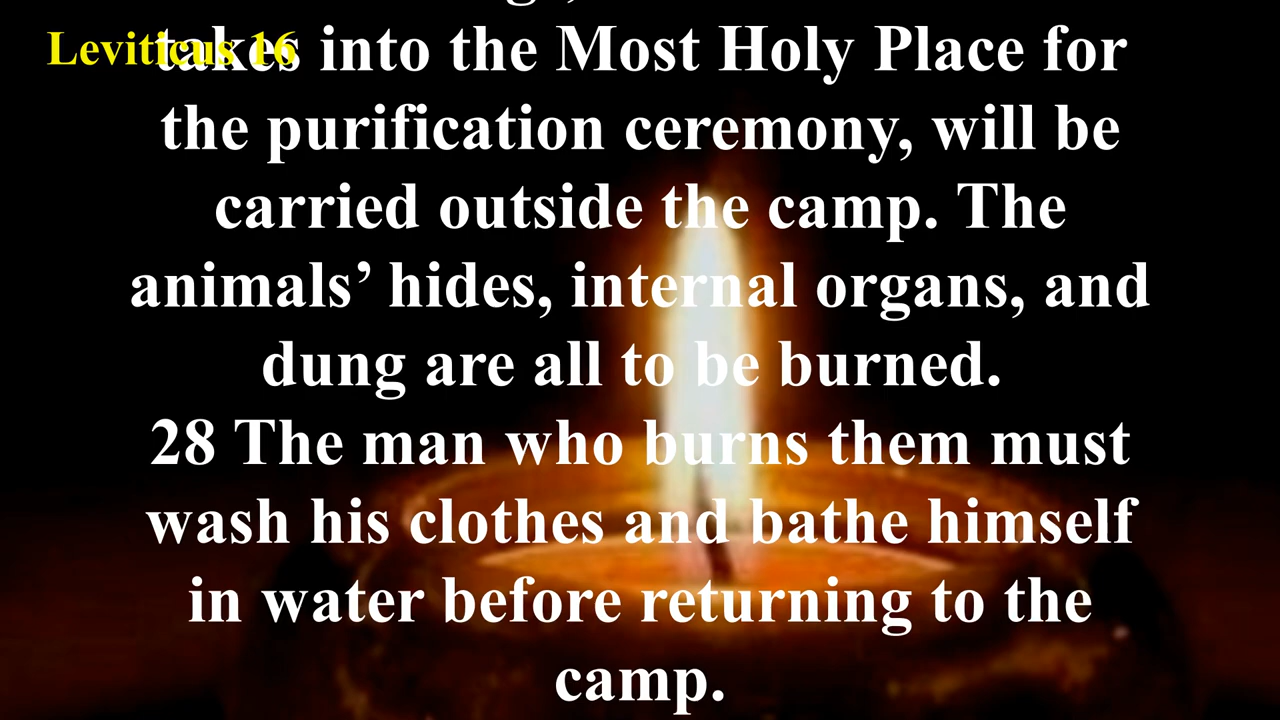 Leviticus 16
takes into the Most Holy Place for
the purification ceremony, will be
carried outside the camp. The
animals’ hides, internal organs, and
dung are all to be burned.
28 The man who burns them must
wash his clothes and bathe himself
in water before returning to the
camp.